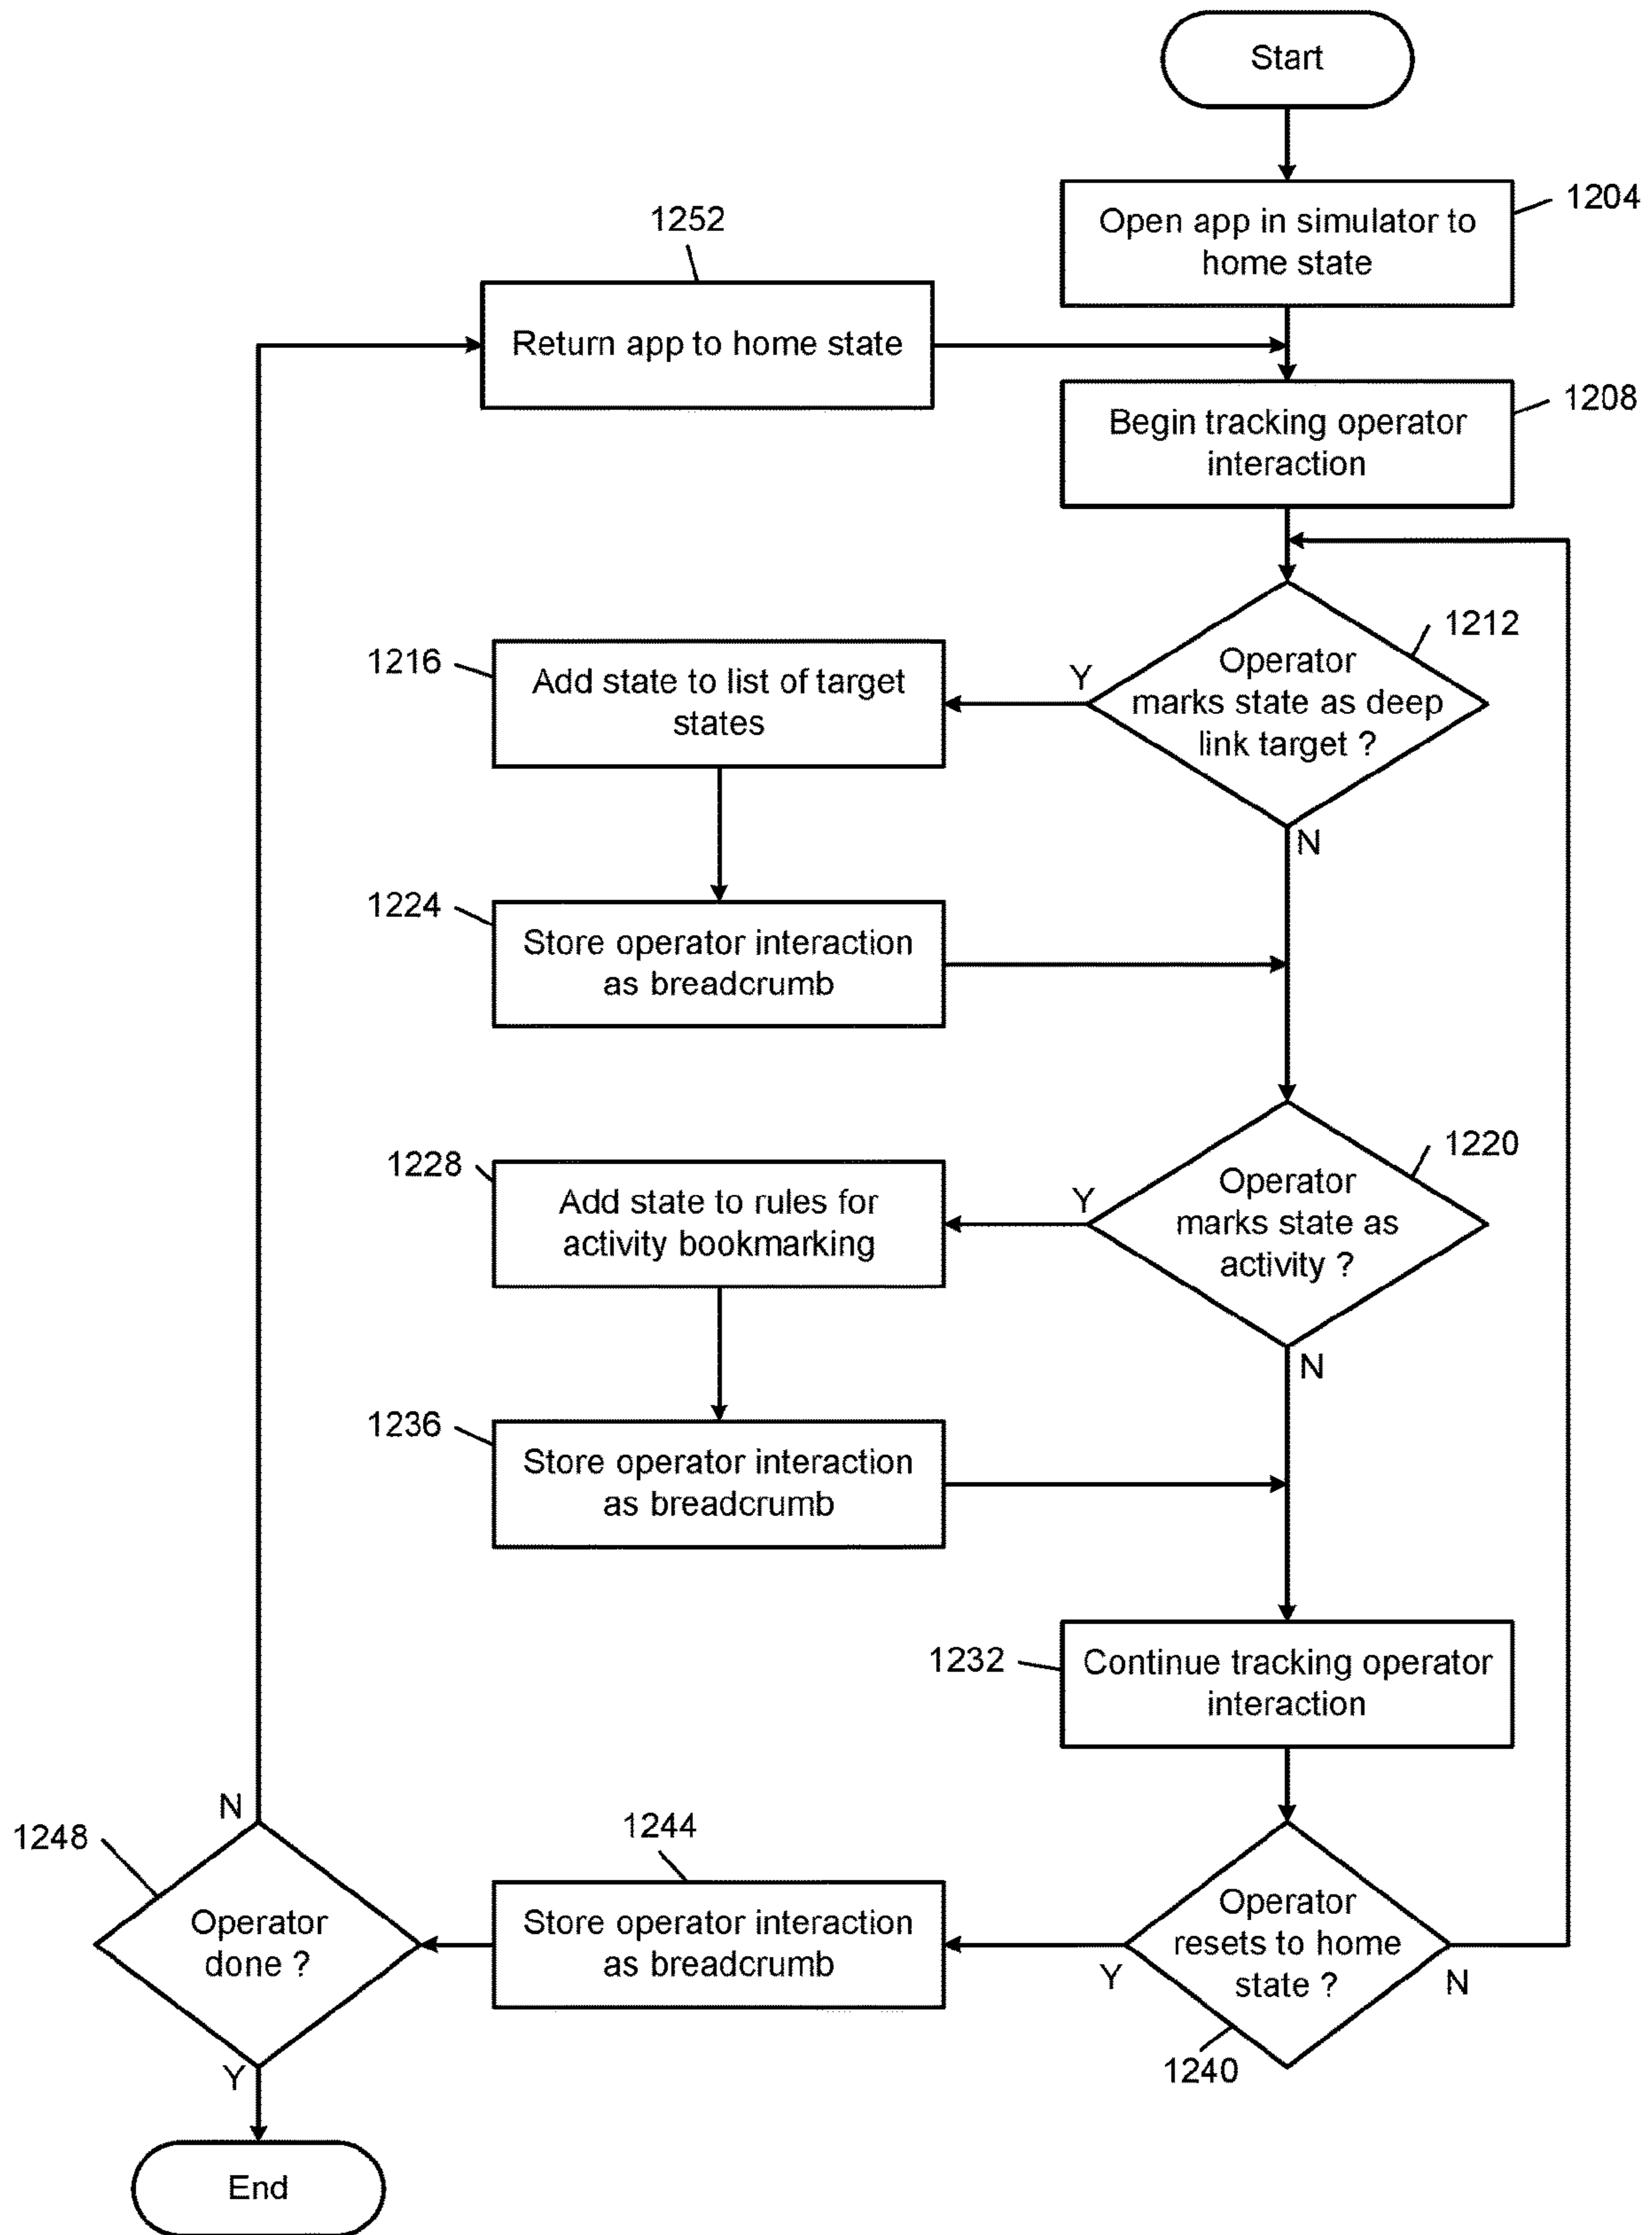 Start
1204
Open app in simulator to
home state
1252
Return app to home state
1208
Begin tracking operator
interaction
1212
Operator
marks state as deep
link target ?
Y
N
1216
Add state to list of target
states
1224
Store operator interaction
as breadcrumb
1220
Operator
marks state as
activity ?
Y
N
1228
Add state to rules for
activity bookmarking
1236
Store operator interaction
as breadcrumb
1232
Continue tracking operator
interaction
Operator
resets to home
state ?
Y
N
1240
1244
Store operator interaction
as breadcrumb
N
1248
Operator
done ?
Y
End